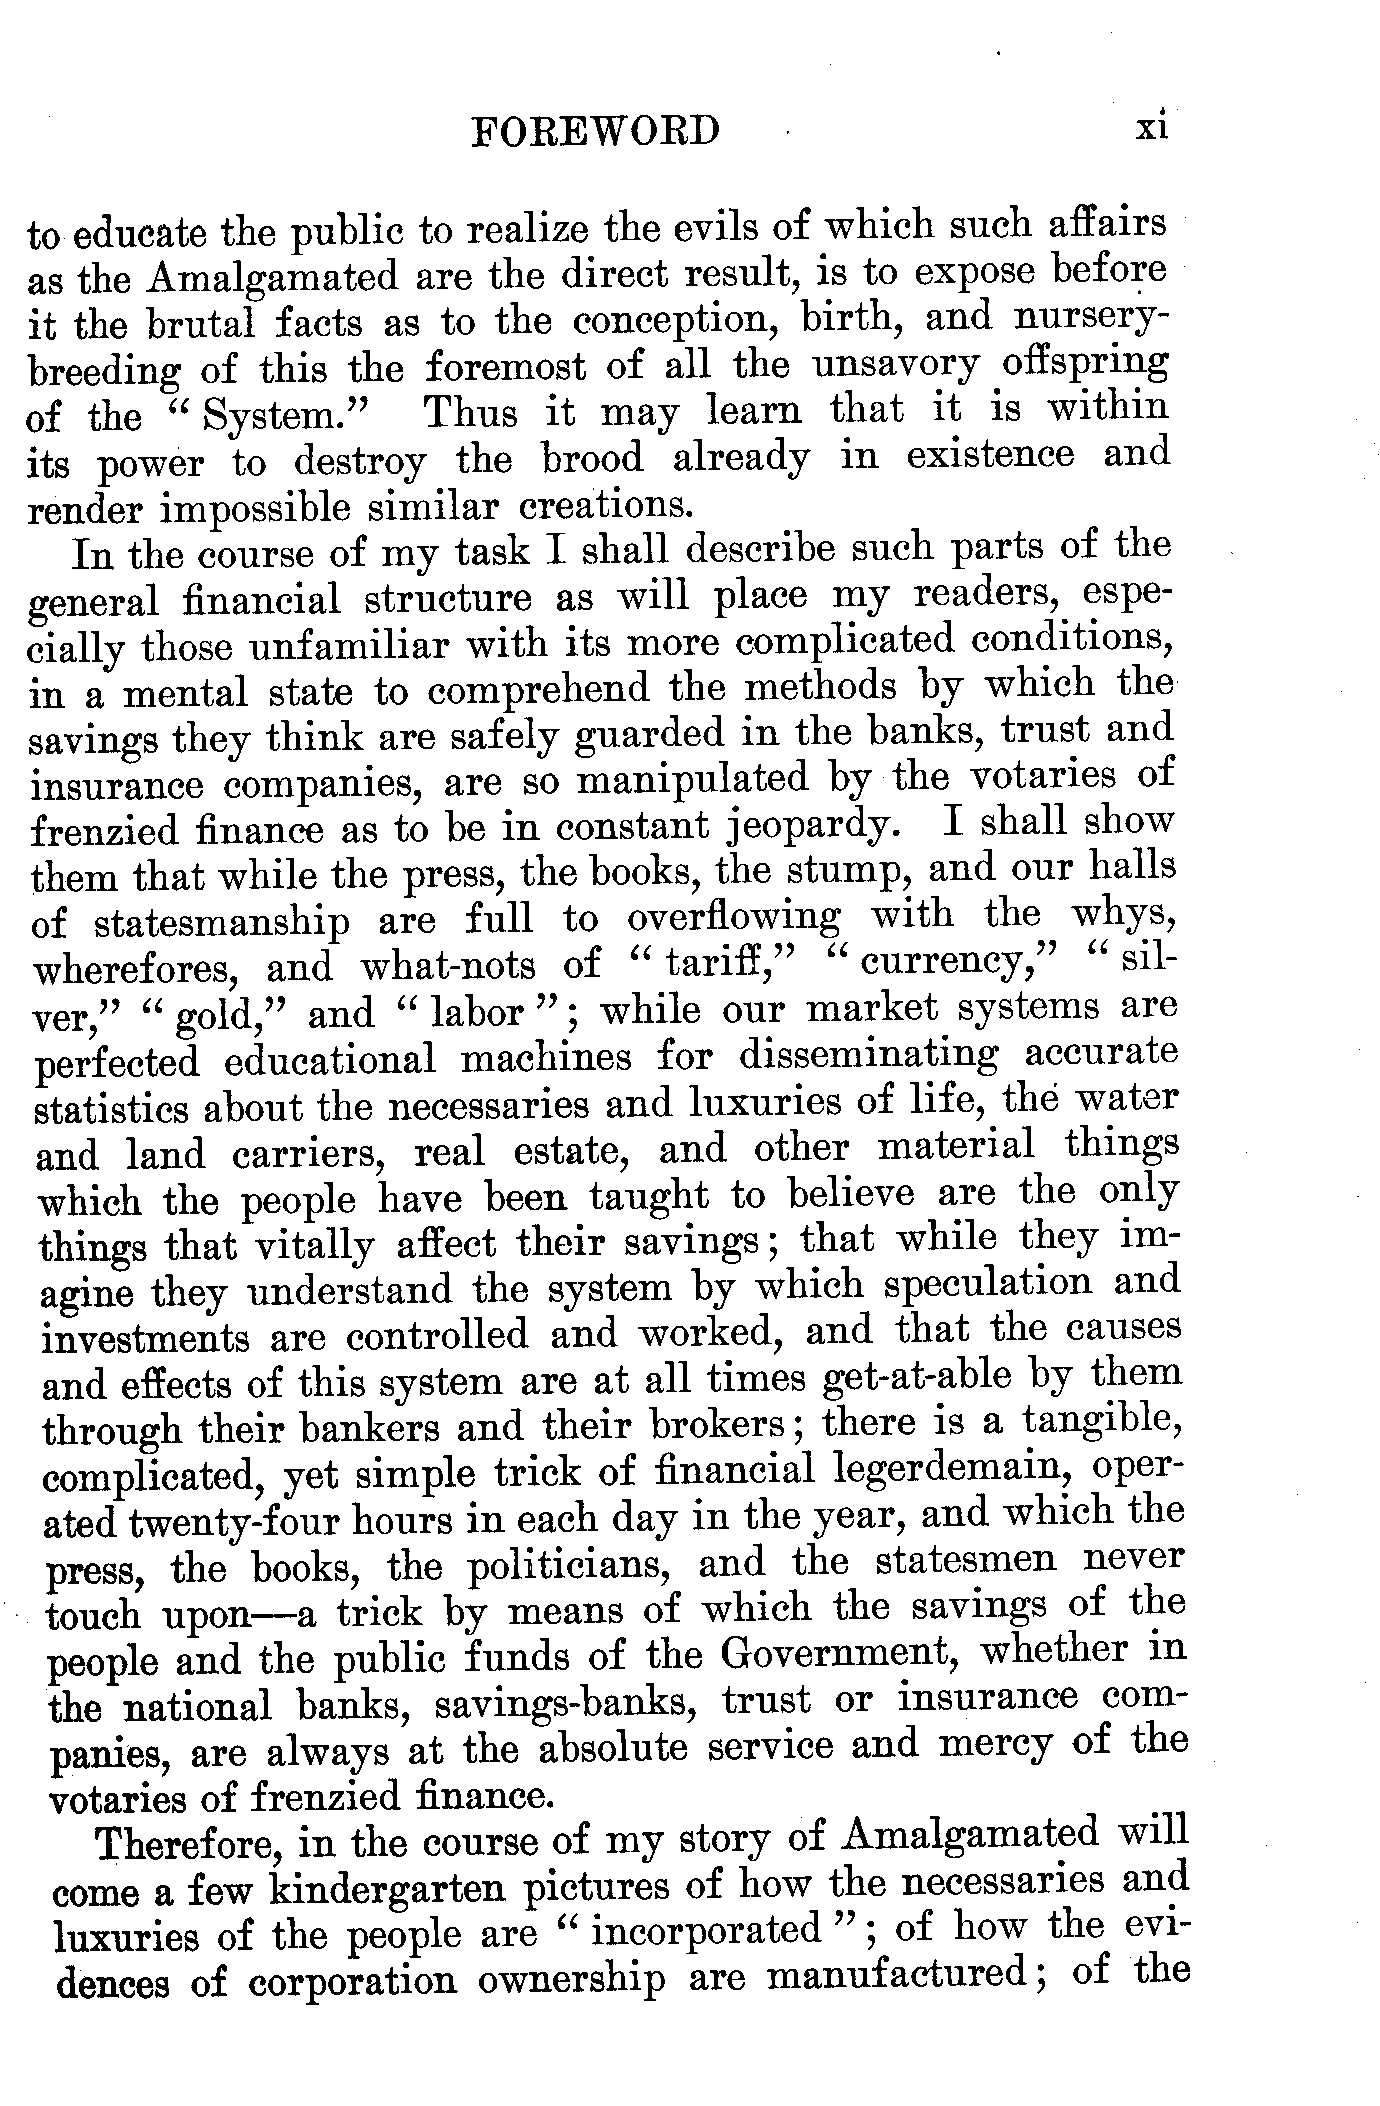 FOREWORD xi
to educate the public to realize the evils of which such affairs
as the Amalgamated are the direct result, is to expose before
it the brutal facts as to the conception, birth, and nursery-
breeding of this the foremost of all the unsavory offspring
of the “ System.” Thus it may learn that it is within
its power to destroy the brood already in existence and
render impossible similar creations.
In the course of my task I shall describe such parts of the
general financial structure as will place my readers, espe-
cially those unfamiliar with its more complicated conditions,
in a mental state to comprehend the methods by which the
savings they think are safely guarded in the banks, trust and
insurance companies, are so manipulated by the votaries of
frenzied finance as to be in constant jeopardy. I shall show
them that while the press, the books, the stump, and our halls
of statesmanship are full to overflowing with the whys,
wherefores, and what-nots of “ tariff,” “ currency,” “ sil-
ver,” “ gold,” and “ labor ”; while our market systems are
perfected educational machines for disseminating accurate
statistics about the necessaries and luxuries of life, the water
and land carriers, real estate, and other material things
which the people have been taught to believe are the only
things that vitally affect their savings; that while they im-
agine they understand the system by which speculation and
investments are controlled and worked, and that the causes
and effects of this system are at all times get-at-able by them
through their bankers and their brokers; there is a tangible,
complicated, yet simple trick of financial legerdemain, oper-
ated twenty-four hours in each day in the year, and which the
press, the books, the politicians, and the statesmen never
touch upon—a trick by means of which the savings of the
people and the public funds of the Government, whether in
the national banks, savings-banks, trust or insurance com-
panies, are always at the absolute service and mercy of the
votaries of frenzied finance.
Therefore, in the course of my story of Amalgamated will
come a few kindergarten pictures of how the necessaries and
luxuries of the people are “ incorporated ”; of how the evi-
dences of corporation ownership are manufactured; of the